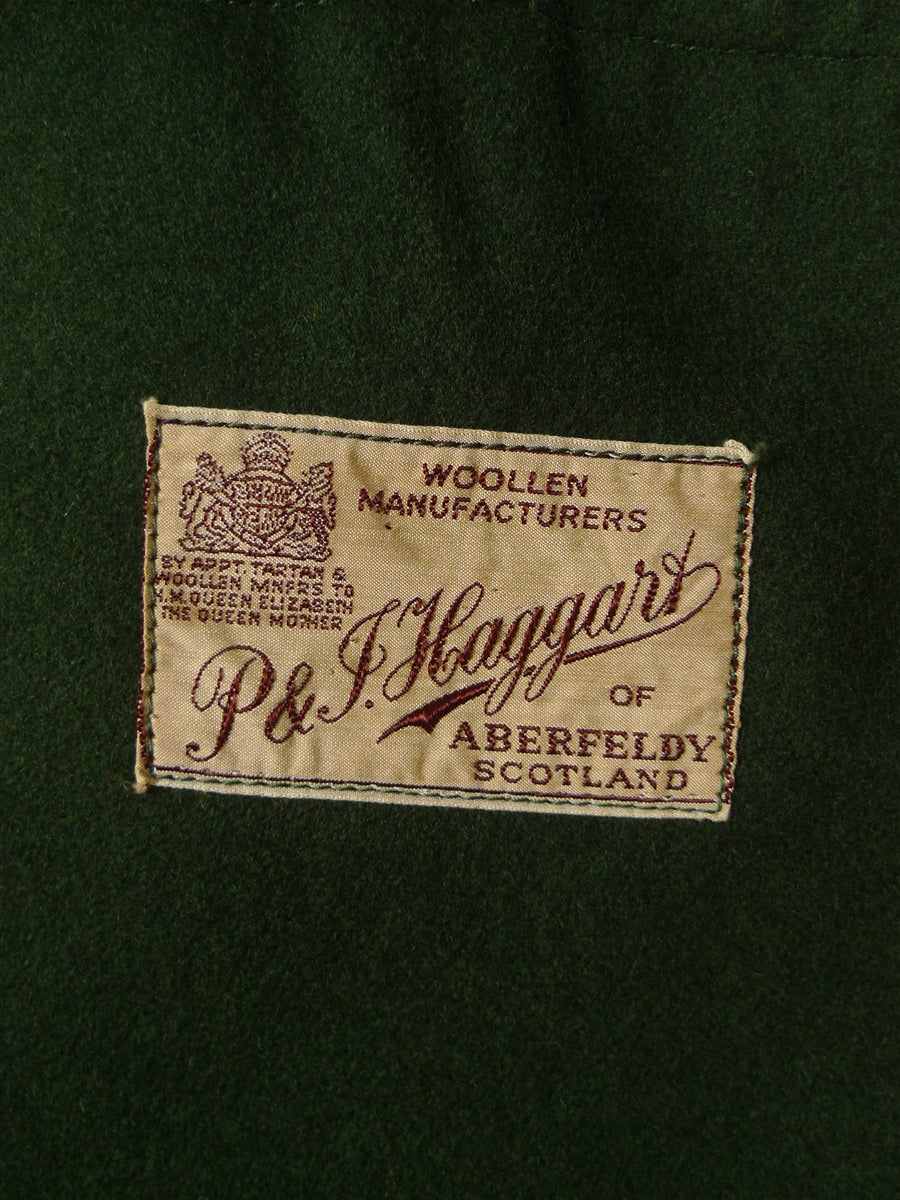 WOOLLEN
MANUFACTURERS
BY APPT TARTAN &
WOOLLEN MNFRS TO
H.M. QUEEN ELIZABETH
THE QUEEN MOTHER
P & J. Haggart
OF
ABERFELDY
SCOTLAND